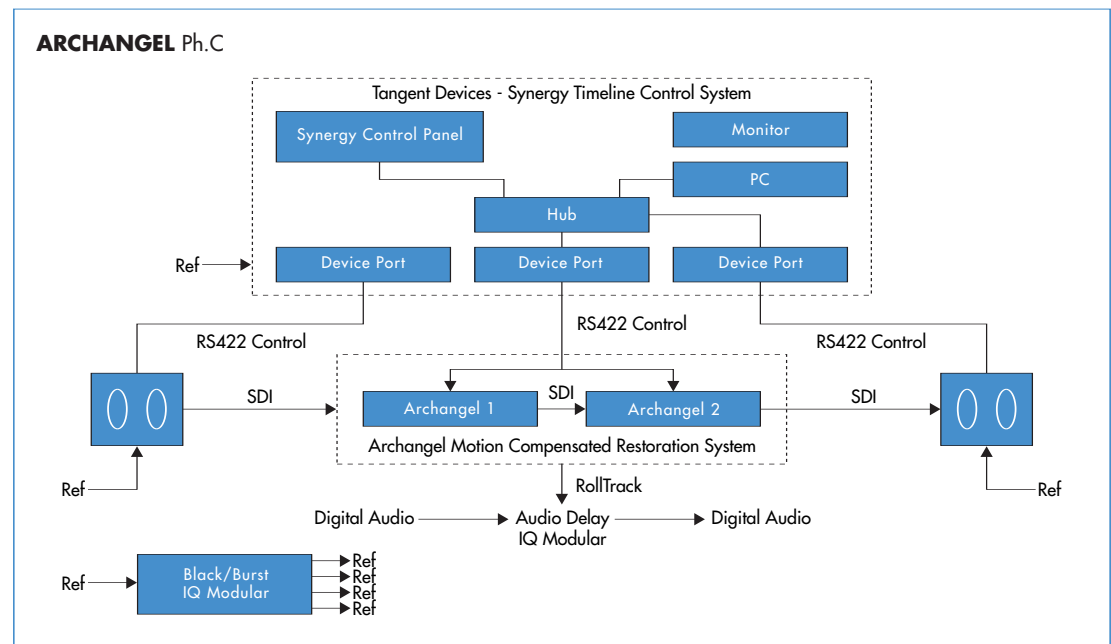 ARCHANGEL Ph.C
Tangent Devices - Synergy Timeline Control System
Synergy Control Panel
Monitor
PC
Hub
Ref
Device Port
Device Port
Device Port
RS422 Control
RS422 Control
RS422 Control
SDI
Archangel 1
SDI
Archangel 2
SDI
Archangel Motion Compensated Restoration System
Ref
RollTrack
Ref
Digital Audio
Audio Delay
IQ Modular
Digital Audio
Ref
Black/Burst
IQ Modular
Ref
Ref
Ref
Ref